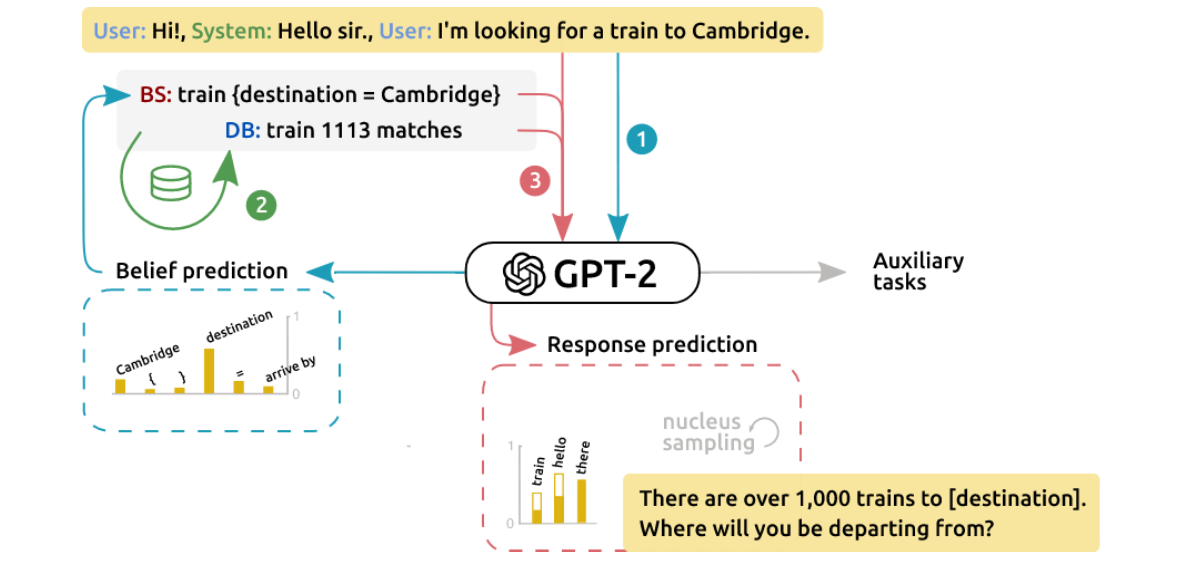 User: Hi!, System: Hello sir., User: I'm looking for a train to Cambridge.
BS: train {destination = Cambridge}
DB: train 1113 matches
1
3
2
Belief prediction
GPT-2
Auxiliary
tasks
Cambridge
{
}
destination
=
arrive by
1
0
Response prediction
nucleus
sampling
1
0
train
hello
there
There are over 1,000 trains to [destination].
Where will you be departing from?